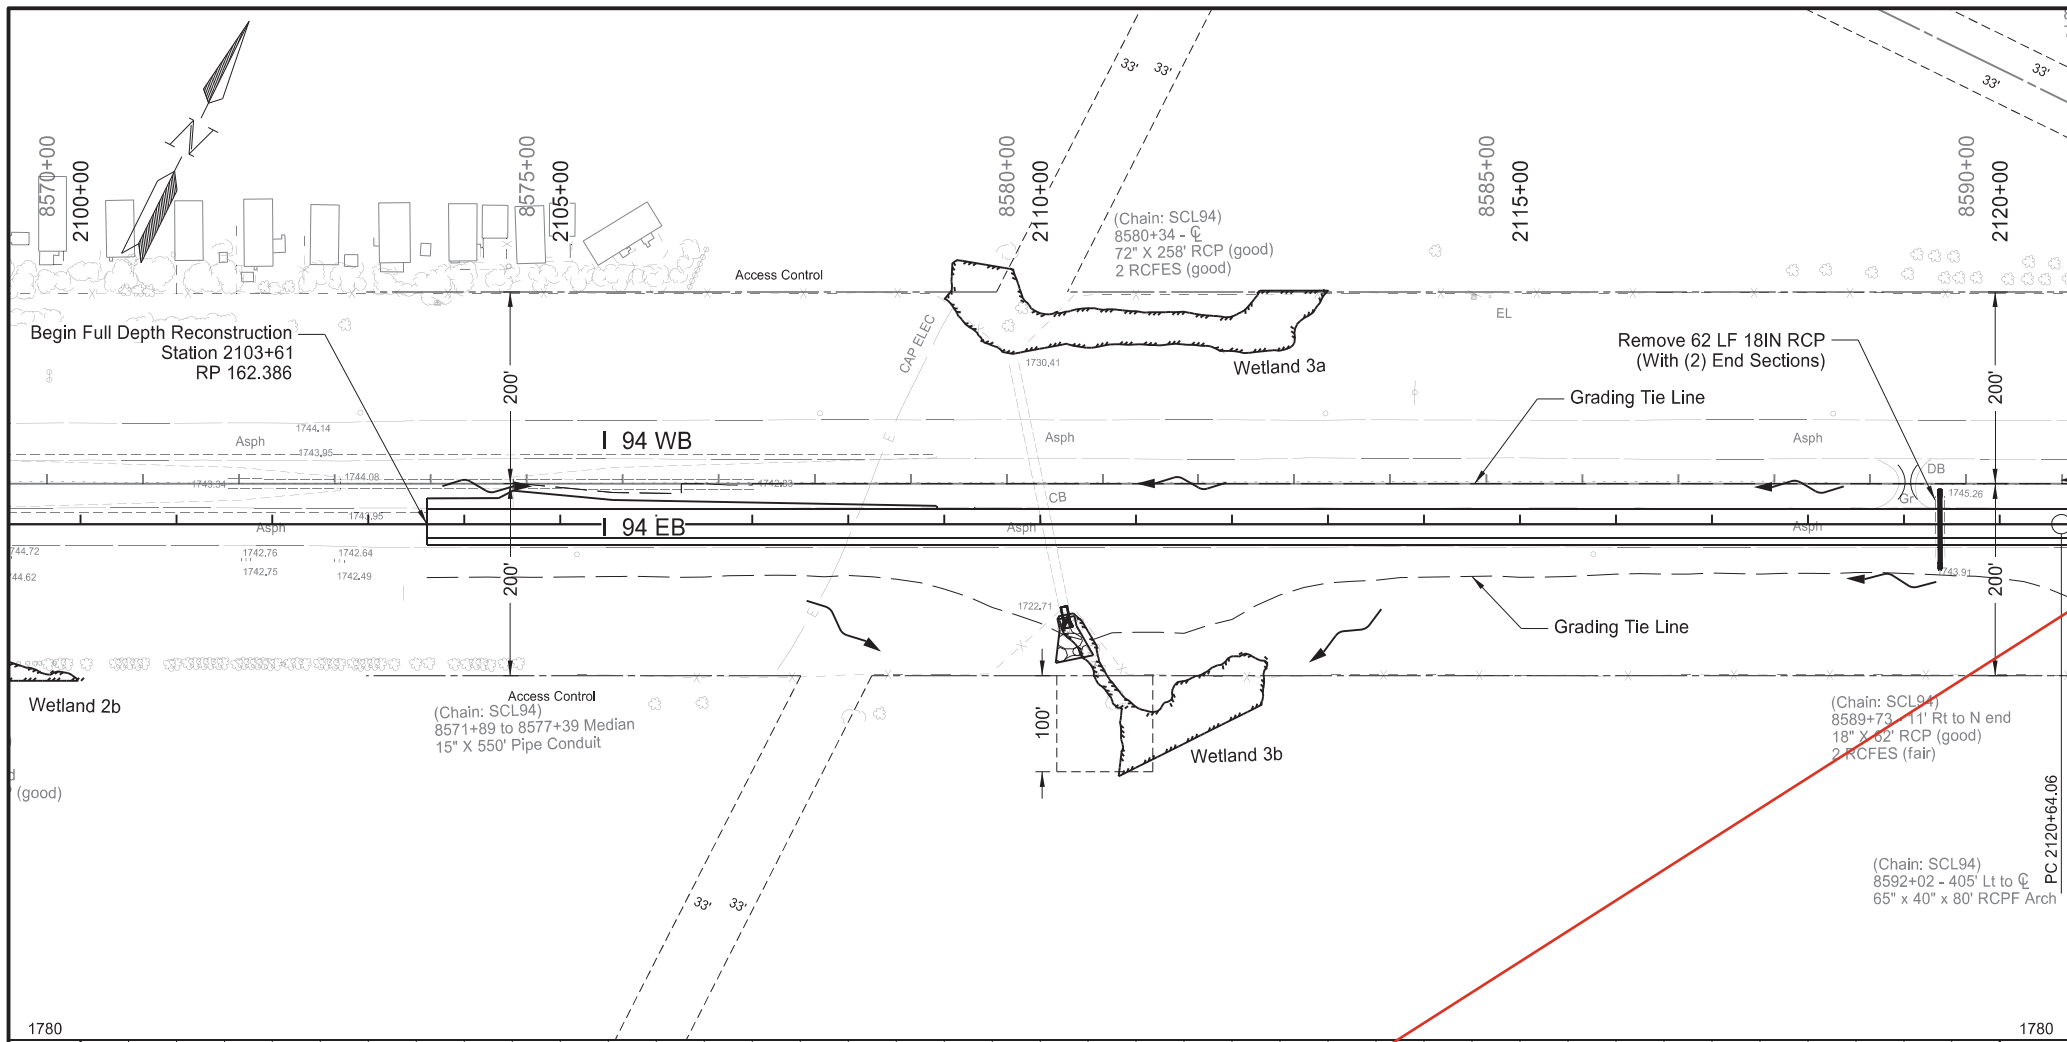 33' 33'
33'
33'
N
8570+00
2100+00
8575+00
2105+00
8580+00
2110+00
8585+00
2115+00
8590+00
2120+00
(Chain: SCL94)
8580+34 - ℄
72" X 258' RCP (good)
2 RCFES (good)
Access Control
Begin Full Depth Reconstruction
Station 2103+61
RP 162.386
200'
CAP ELEC
1730.41
Wetland 3a
EL
Remove 62 LF 18IN RCP
(With (2) End Sections)
Grading Tie Line
200'
1744.14
Asph
1743.95
I 94 WB
E
Asph
Asph
DB
1743.34
1744.08
1742.83
CB
Gr
1745.26
1743.95
Asph
I 94 EB
Asph
Asph
744.72
744.62
1742.76
1742.75
1742.64
1742.49
200'
E
1722.71
1743.91
200'
Grading Tie Line
Wetland 2b
Access Control
(Chain: SCL94)
8571+89 to 8577+39 Median
15" X 550' Pipe Conduit
100'
Wetland 3b
(Chain: SCL94)
8589+73 - 11' Rt to N end
18" X 62' RCP (good)
2 RCFES (fair)
d
(good)
PC 2120+64.06
(Chain: SCL94)
8592+02 - 405' Lt to ℄
65" x 40" x 80' RCPF Arch
33' 33'
1780
1780